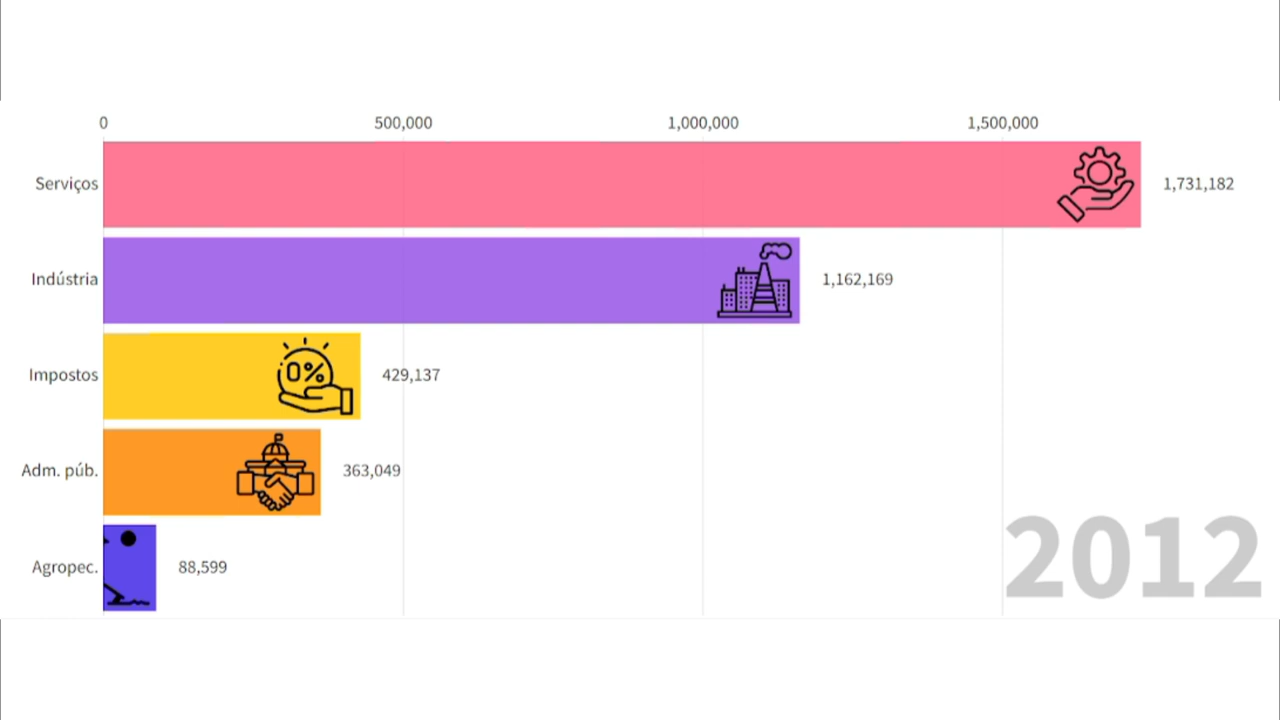 0 500,000 1,000,000 1,500,000
Serviços 1,731,182
Indústria 1,162,169
Impostos 0% 429,137
Adm. púb. 363,049
Agropec. 88,599
2012